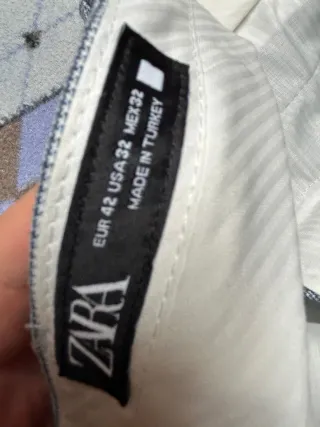 ZARA
EUR 42 USA 32 MEX 32
MADE IN TURKEY